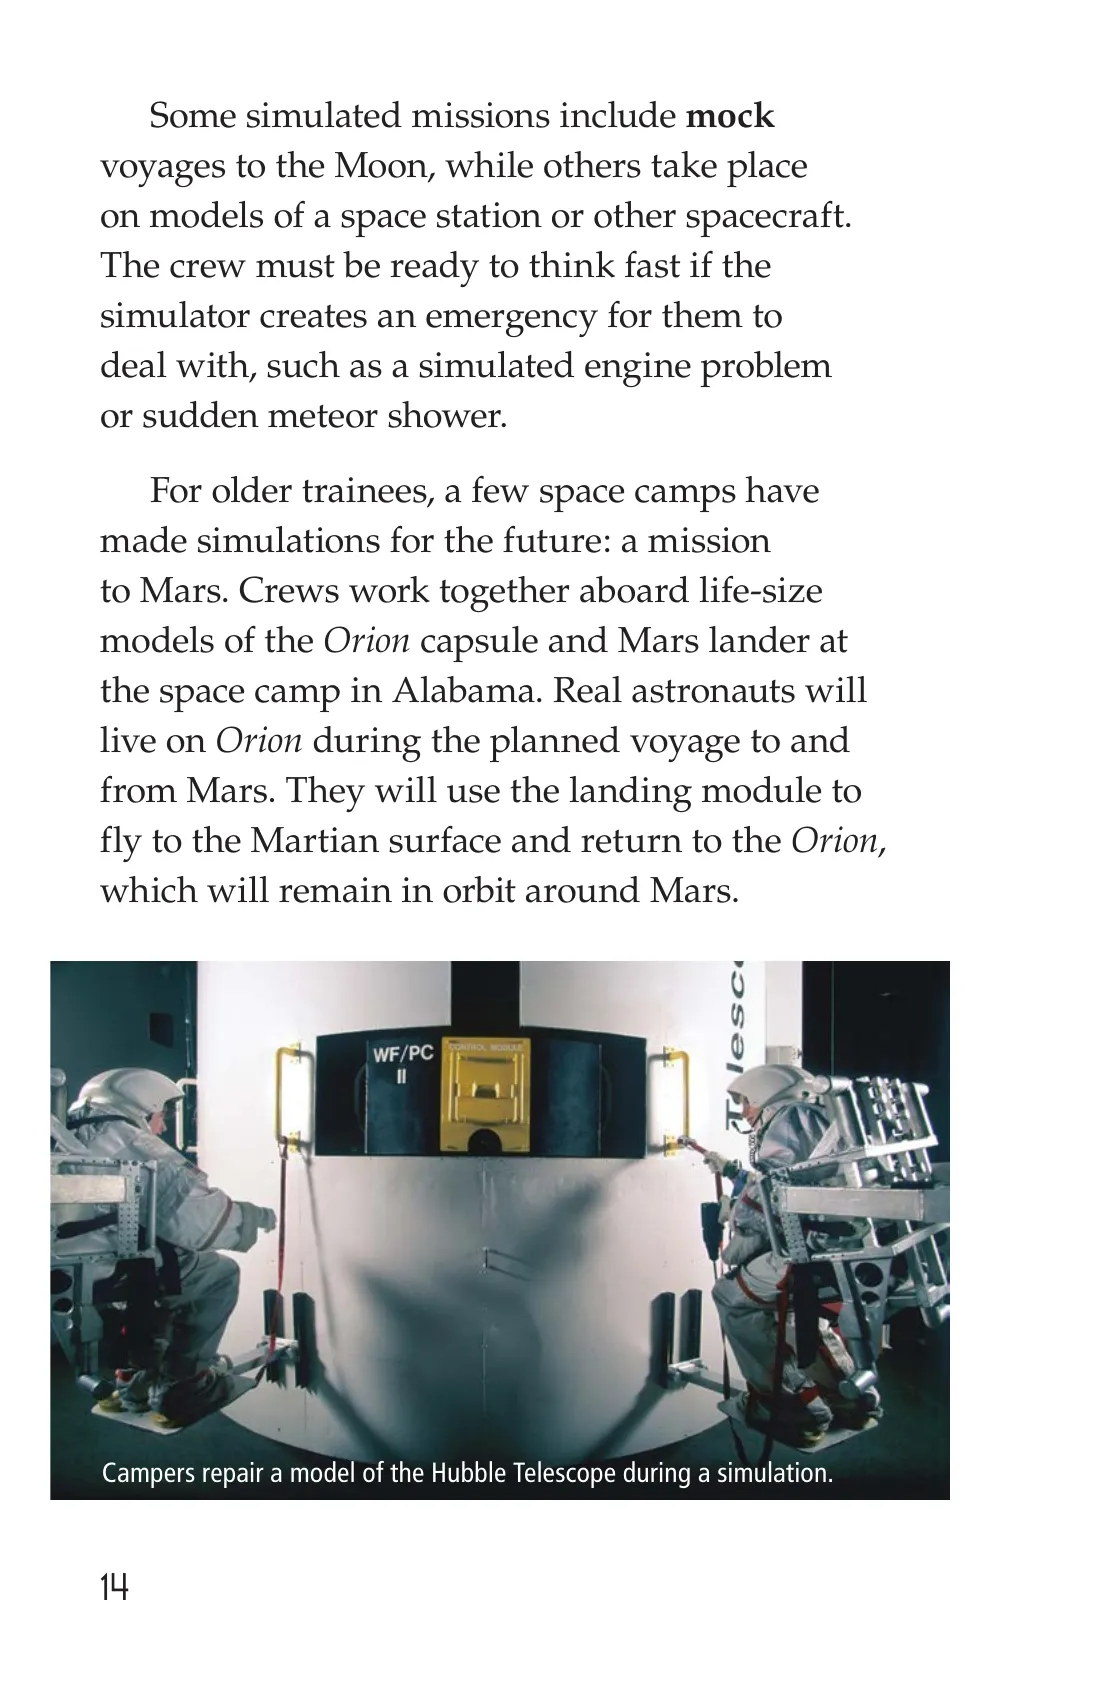 Some simulated missions include mock
voyages to the Moon, while others take place
on models of a space station or other spacecraft.
The crew must be ready to think fast if the
simulator creates an emergency for them to
deal with, such as a simulated engine problem
or sudden meteor shower.
For older trainees, a few space camps have
made simulations for the future: a mission
to Mars. Crews work together aboard life-size
models of the Orion capsule and Mars lander at
the space camp in Alabama. Real astronauts will
live on Orion during the planned voyage to and
from Mars. They will use the landing module to
fly to the Martian surface and return to the Orion,
which will remain in orbit around Mars.
WF/PC
II
CONTROL MODULE
Telesc
Campers repair a model of the Hubble Telescope during a simulation.
14